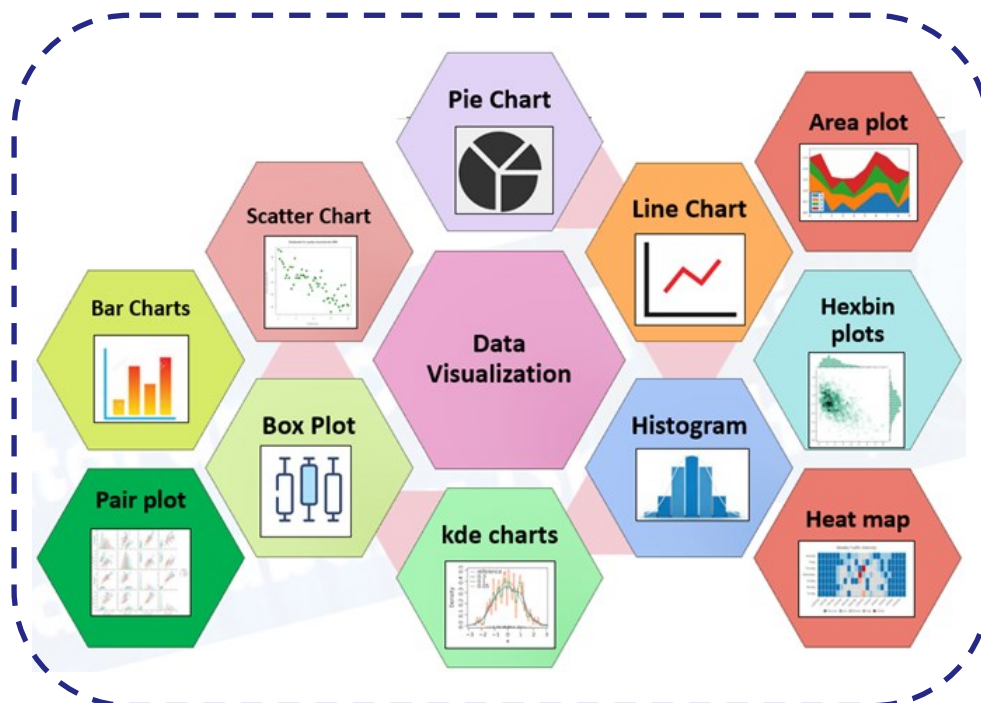 Pie Chart
Area plot
Scatter Chart
Line Chart
Bar Charts
Data
Visualization
Hexbin
plots
Box Plot
Histogram
Pair plot
kde charts
Heat map